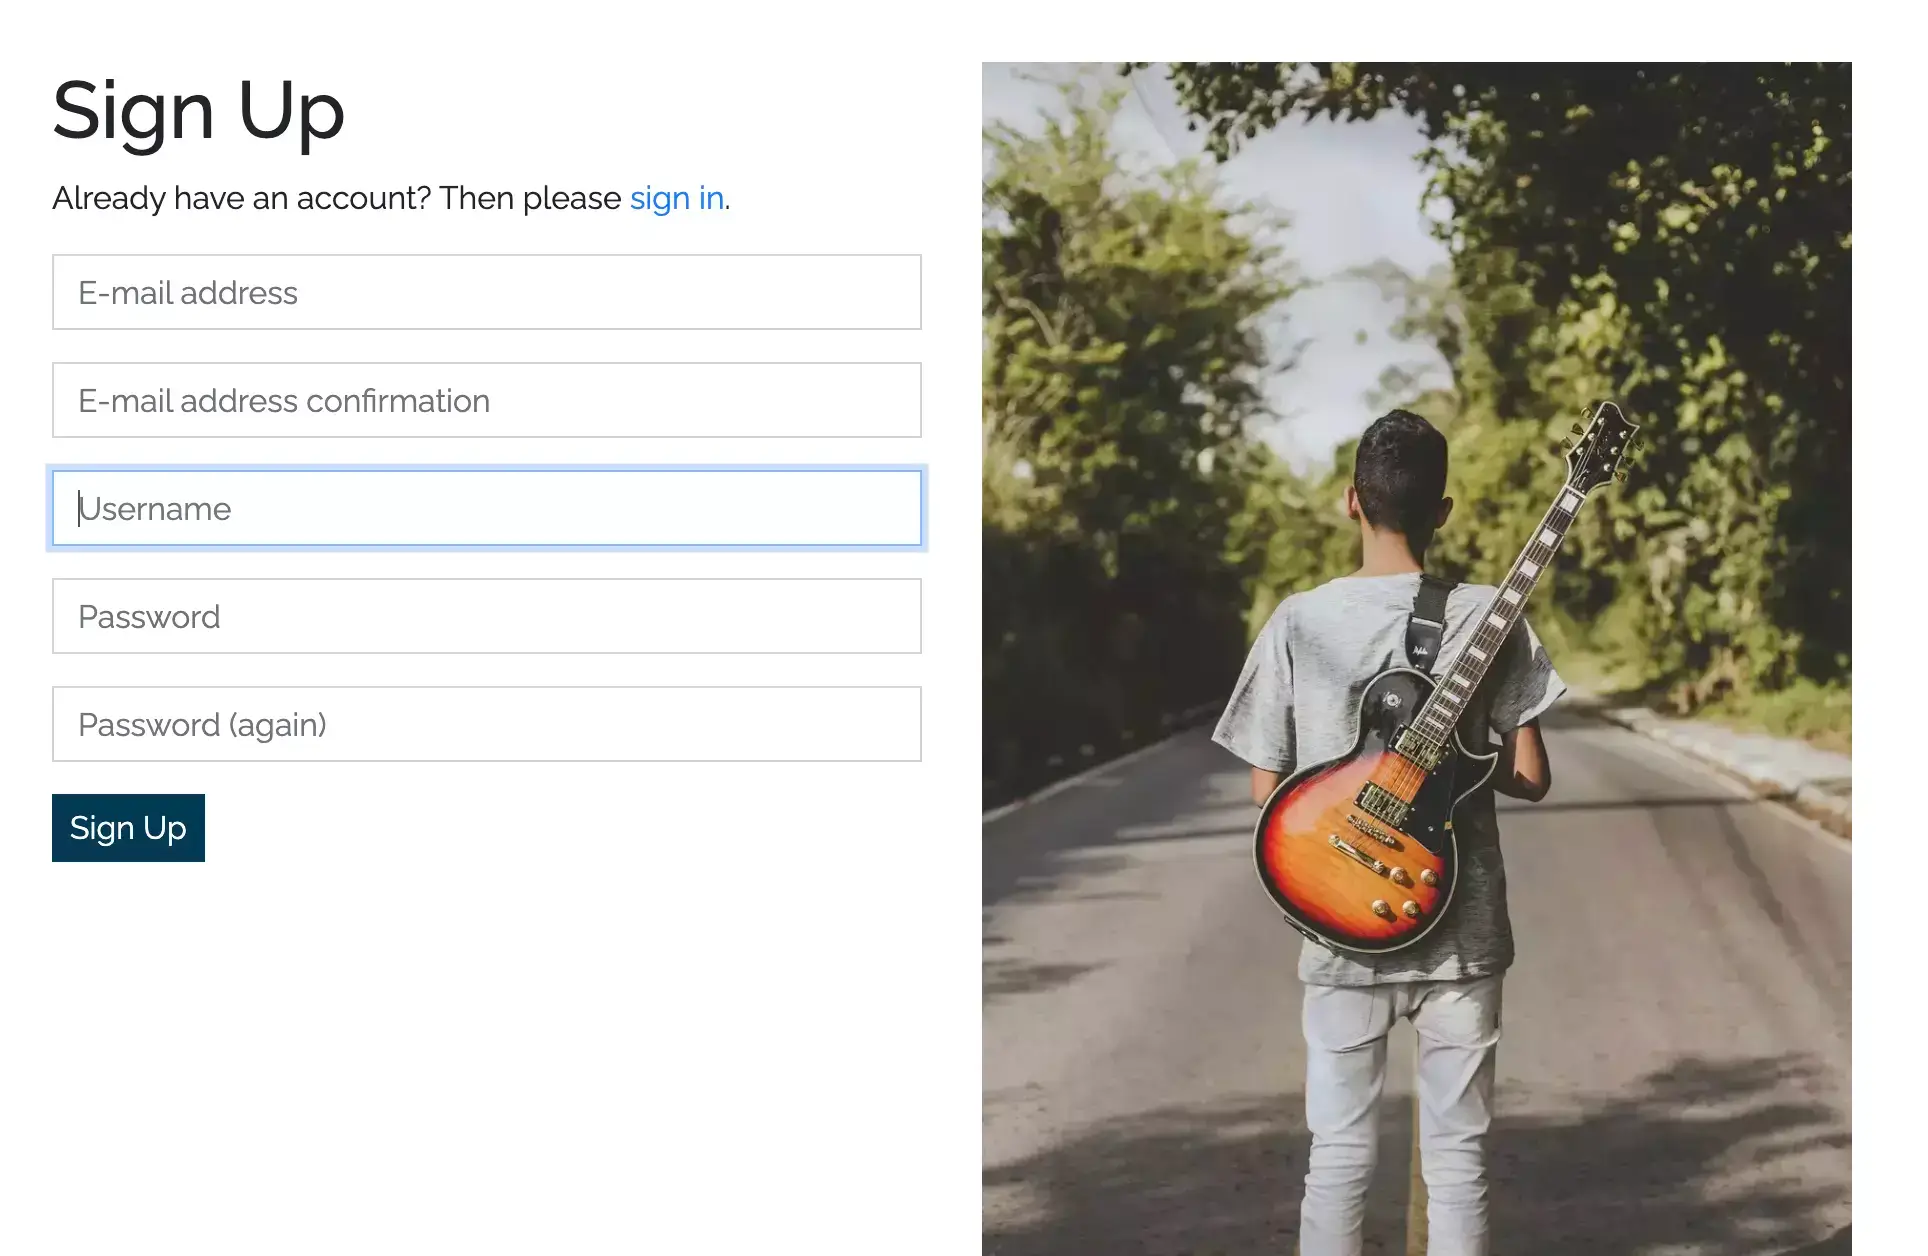 Sign Up
Already have an account? Then please sign in.
E-mail address
E-mail address confirmation
Username
Password
Password (again)
Sign Up